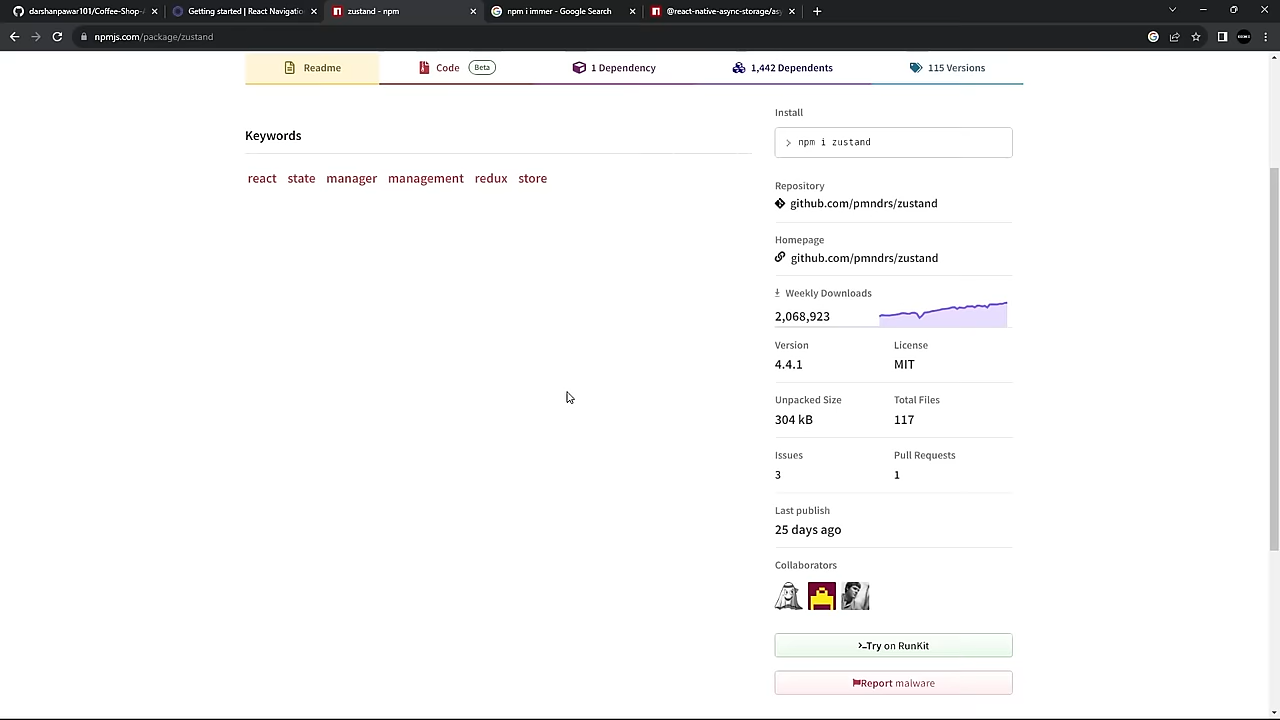 darshanpawar101/Coffee-Shop-
Getting started | React Navigatio
zustand - npm
npm i immer - Google Search
@react-native-async-storage/as
npmjs.com/package/zustand
Readme
Code
Beta
1 Dependency
1,442 Dependents
115 Versions
Keywords
react state manager management redux store
Install
> npm i zustand
Repository
github.com/pmndrs/zustand
Homepage
github.com/pmndrs/zustand
Weekly Downloads
2,068,923
Version
License
4.4.1
MIT
Unpacked Size
Total Files
304 kB
117
Issues
Pull Requests
3
1
Last publish
25 days ago
Collaborators
Try on RunKit
Report malware